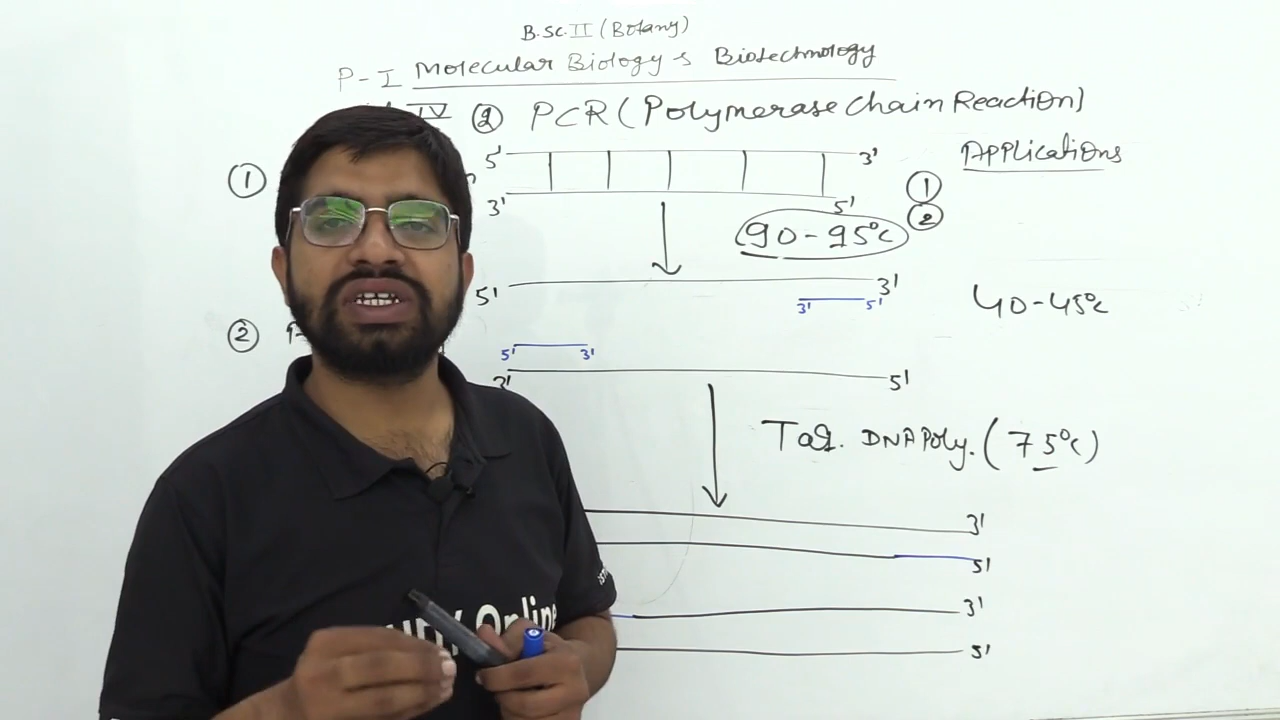 B.Sc. II (Botany)
P-I Molecular Biology & Biotechnology
IV ② PCR (Polymerase Chain Reaction)
① 5' 3' Applications
3' 5' ①
90-95°C ②
5' 3'
3' 5' 40-45°C
②
5' 3'
3' 5'
Taq. DNA Poly. (75°C)
3'
5'
3'
5'
Online